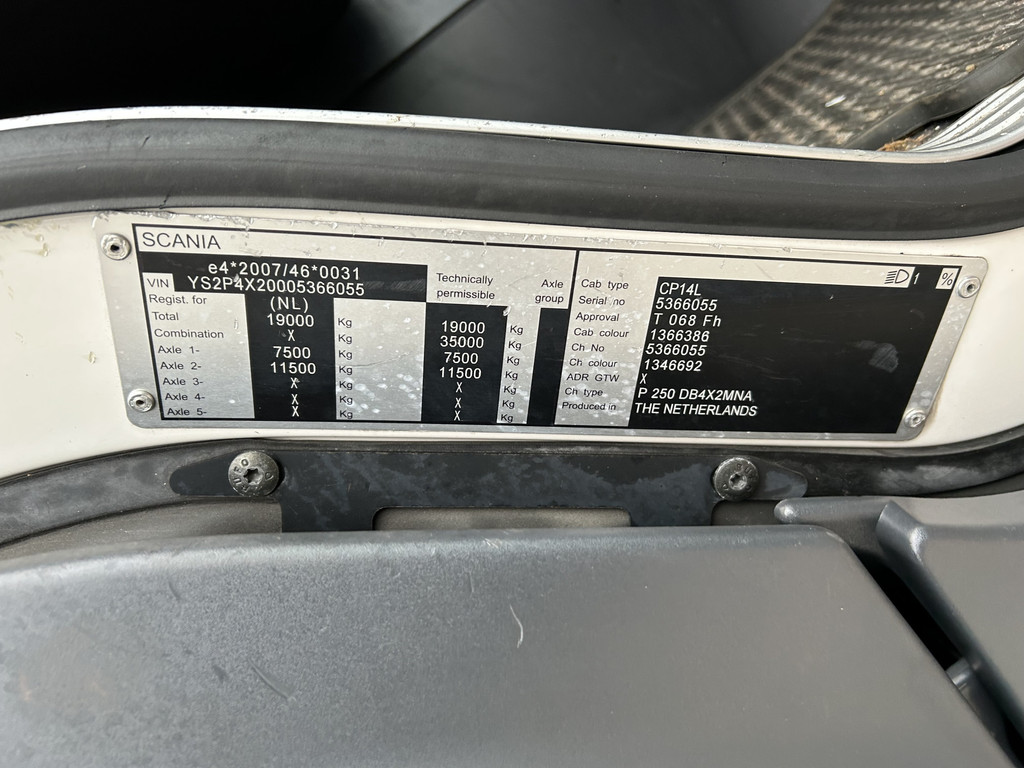 SCANIA
e4*2007/46*0031
VIN YS2P4X20005366055
Technically permissible
Axle group
Regist. for (NL)
Total 19000 Kg 19000 Kg
Combination X Kg 35000 Kg
Axle 1- 7500 Kg 7500 Kg
Axle 2- 11500 Kg 11500 Kg
Axle 3- X Kg X Kg
Axle 4- X Kg X Kg
Axle 5- X Kg X Kg
1 %
Cab type CP14L
Serial no 5366055
Approval T 068 Fh
Cab colour 1366386
Ch No 5366055
Ch colour 1346692
ADR GTW X
Ch type P 250 DB4X2MNA
Produced in THE NETHERLANDS